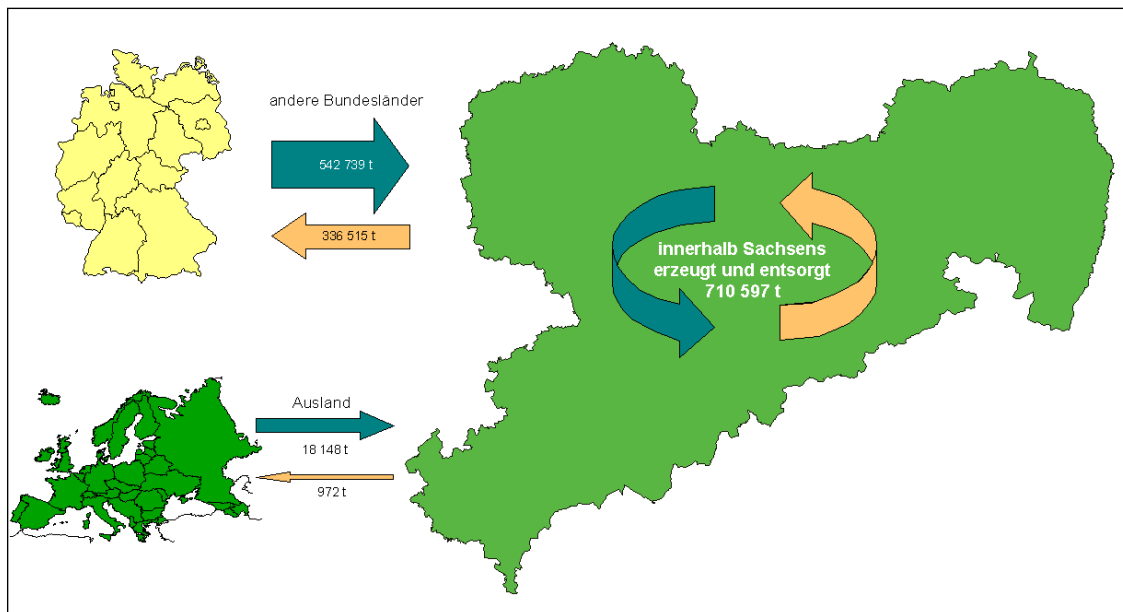 andere Bundesländer
542 739 t
336 515 t
innerhalb Sachsens
erzeugt und entsorgt
710 597 t
Ausland
18 148 t
972 t